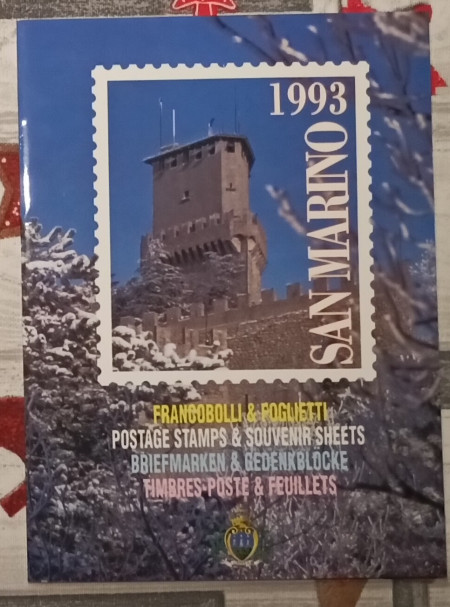 1993
SAN MARINO
FRANCOBOLLI & FOGLIETTI
POSTAGE STAMPS & SOUVENIR SHEETS
BRIEFMARKEN & GEDENKBLÖCKE
TIMBRES-POSTE & FEUILLETS